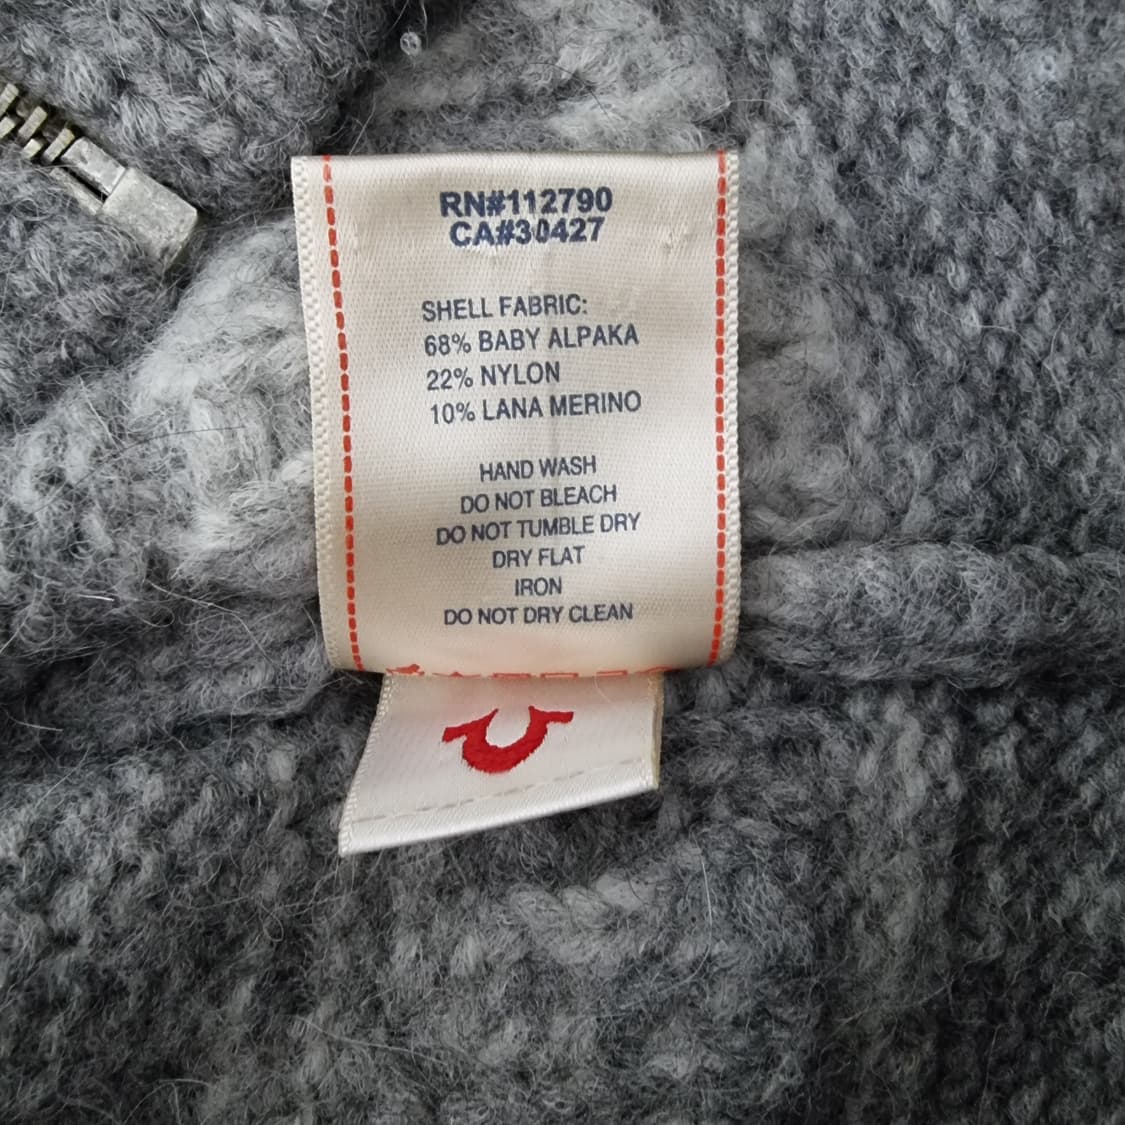 RN#112790
CA#30427
SHELL FABRIC:
68% BABY ALPAKA
22% NYLON
10% LANA MERINO
HAND WASH
DO NOT BLEACH
DO NOT TUMBLE DRY
DRY FLAT
IRON
DO NOT DRY CLEAN